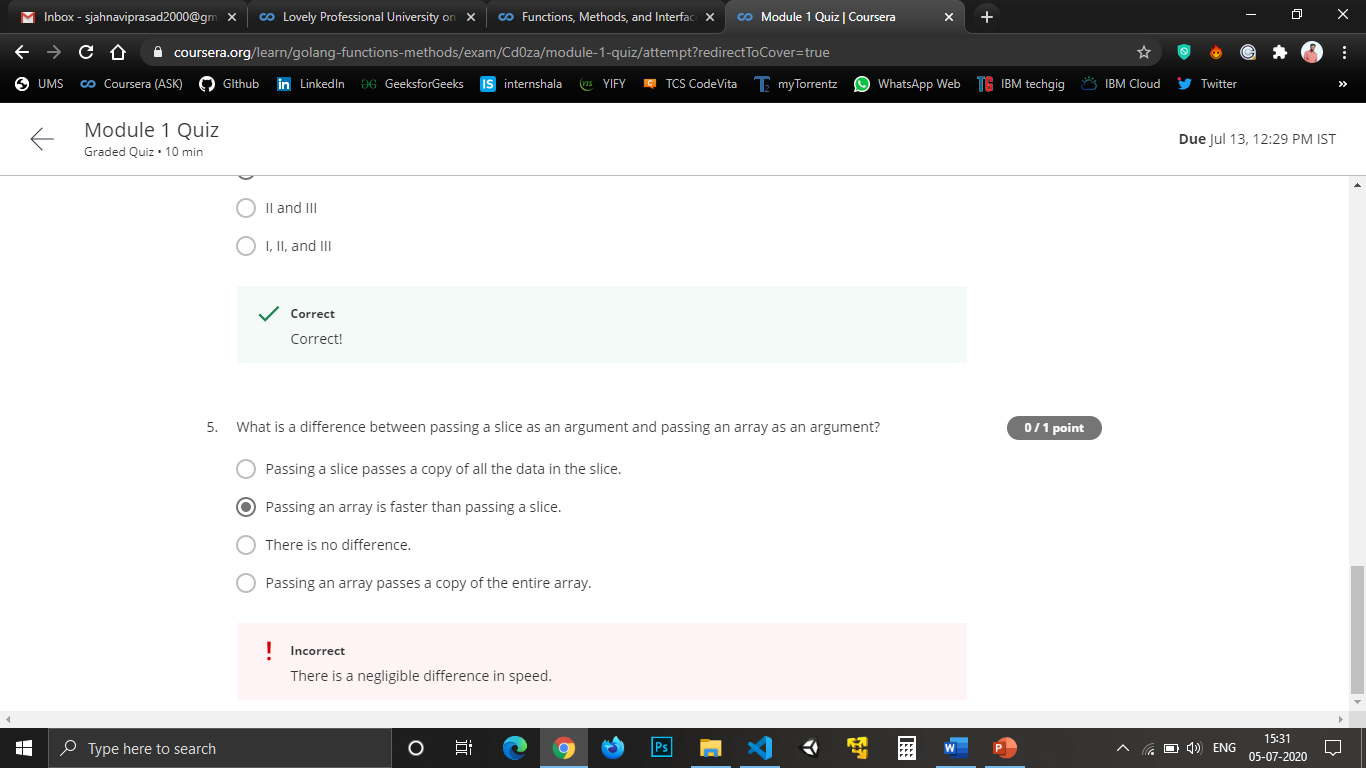 Inbox - sjahnaviprasad2000@gm
Lovely Professional University on
Functions, Methods, and Interfac
Module 1 Quiz | Coursera
coursera.org/learn/golang-functions-methods/exam/Cd0za/module-1-quiz/attempt?redirectToCover=true
UMS
Coursera (ASK)
GIthub
LinkedIn
GeeksforGeeks
IS internshala
YIFY
TCS CodeVita
myTorrentz
WhatsApp Web
IBM techgig
IBM Cloud
Twitter
»
Module 1 Quiz
Graded Quiz • 10 min
Due Jul 13, 12:29 PM IST
II and III
I, II, and III
Correct
Correct!
5. What is a difference between passing a slice as an argument and passing an array as an argument?
0 / 1 point
Passing a slice passes a copy of all the data in the slice.
Passing an array is faster than passing a slice.
There is no difference.
Passing an array passes a copy of the entire array.
! Incorrect
There is a negligible difference in speed.
Type here to search
Ps
ENG
15:31
05-07-2020